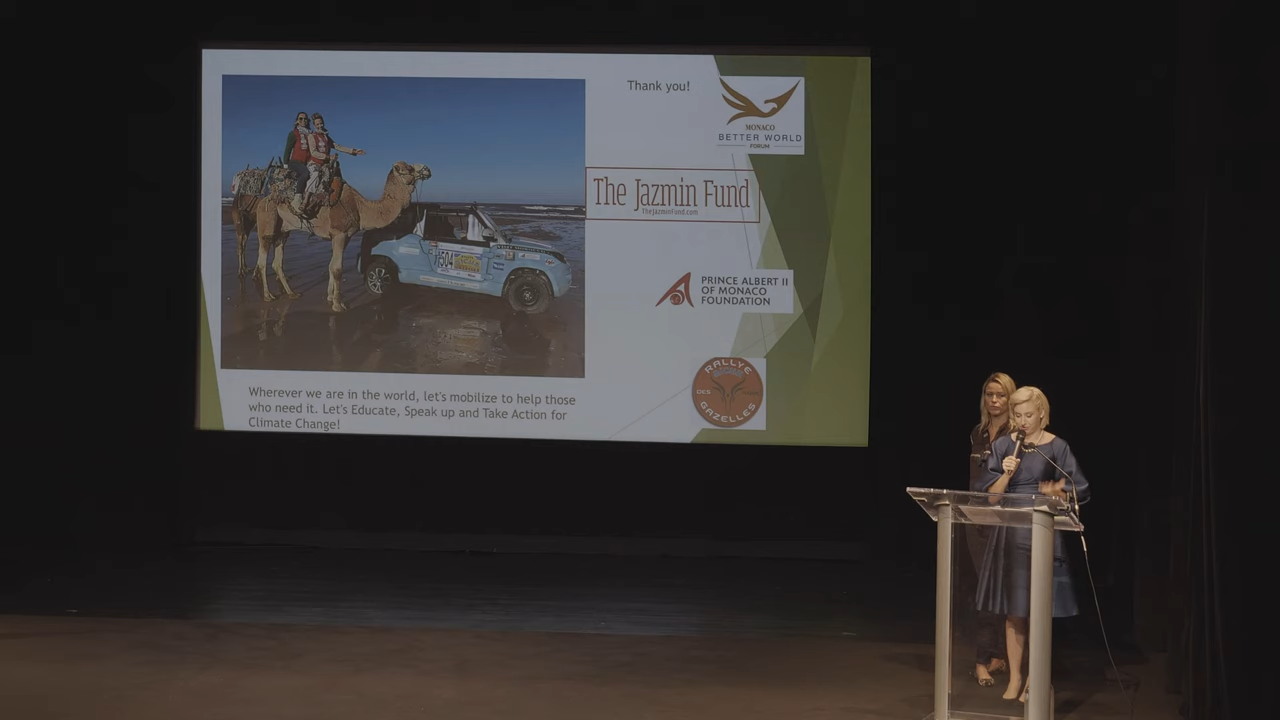 Thank you!
MONACO
BETTER WORLD
FORUM
The Jazmin Fund
TheJazminFund.com
PRINCE ALBERT II
OF MONACO
FOUNDATION
504
RALLYE
DES
GAZELLES
Wherever we are in the world, let's mobilize to help those
who need it. Let's Educate, Speak up and Take Action for
Climate Change!